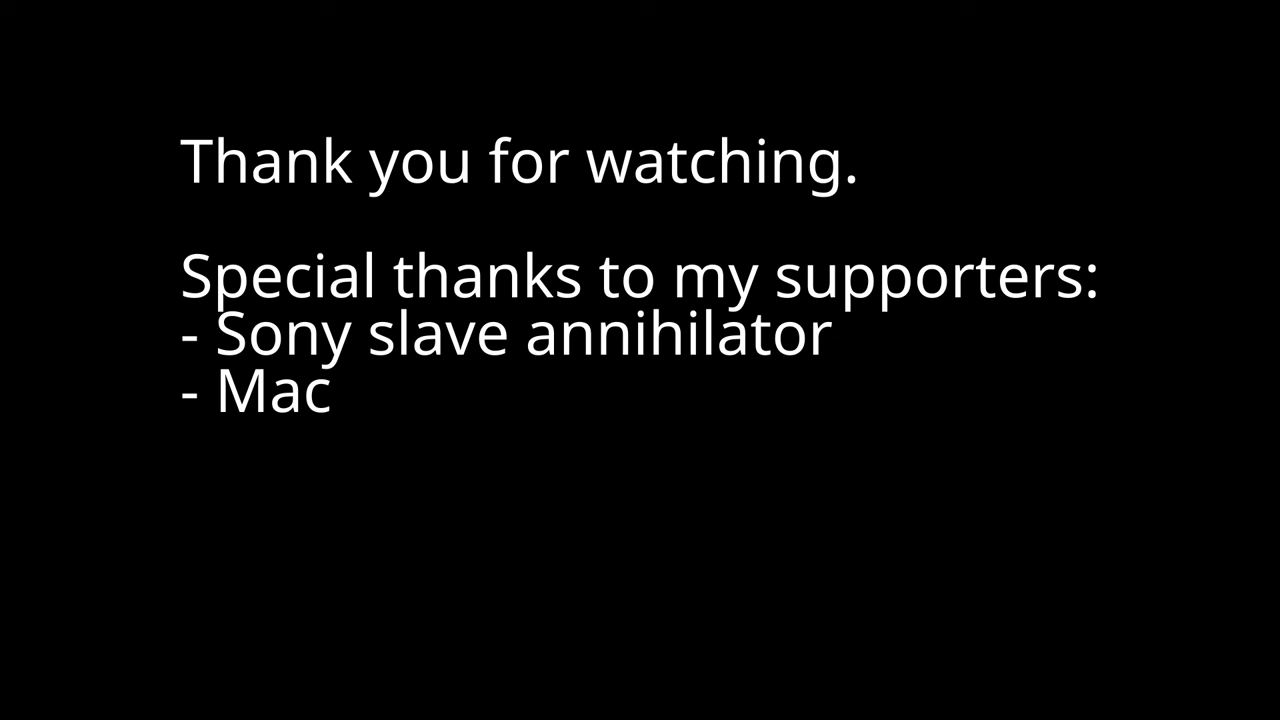 Thank you for watching.
Special thanks to my supporters:
- Sony slave annihilator
- Mac